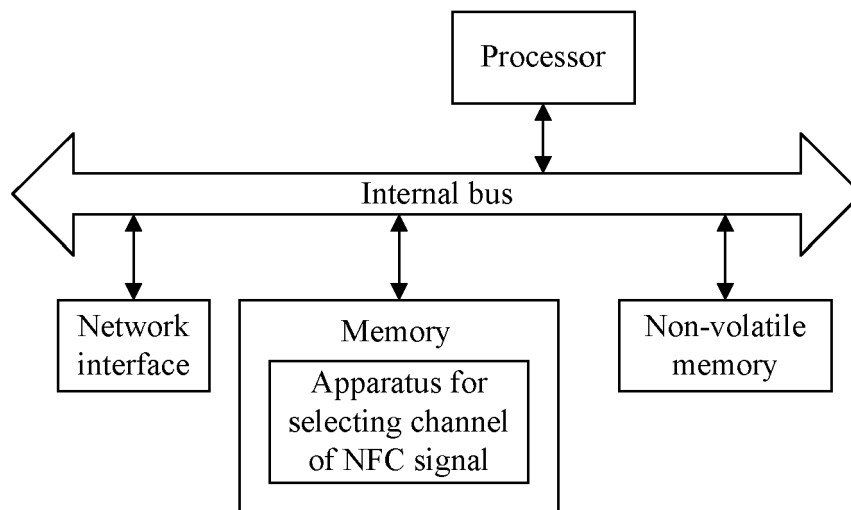 Processor
Internal bus
Network
interface
Memory
Apparatus for
selecting channel
of NFC signal
Non-volatile
memory